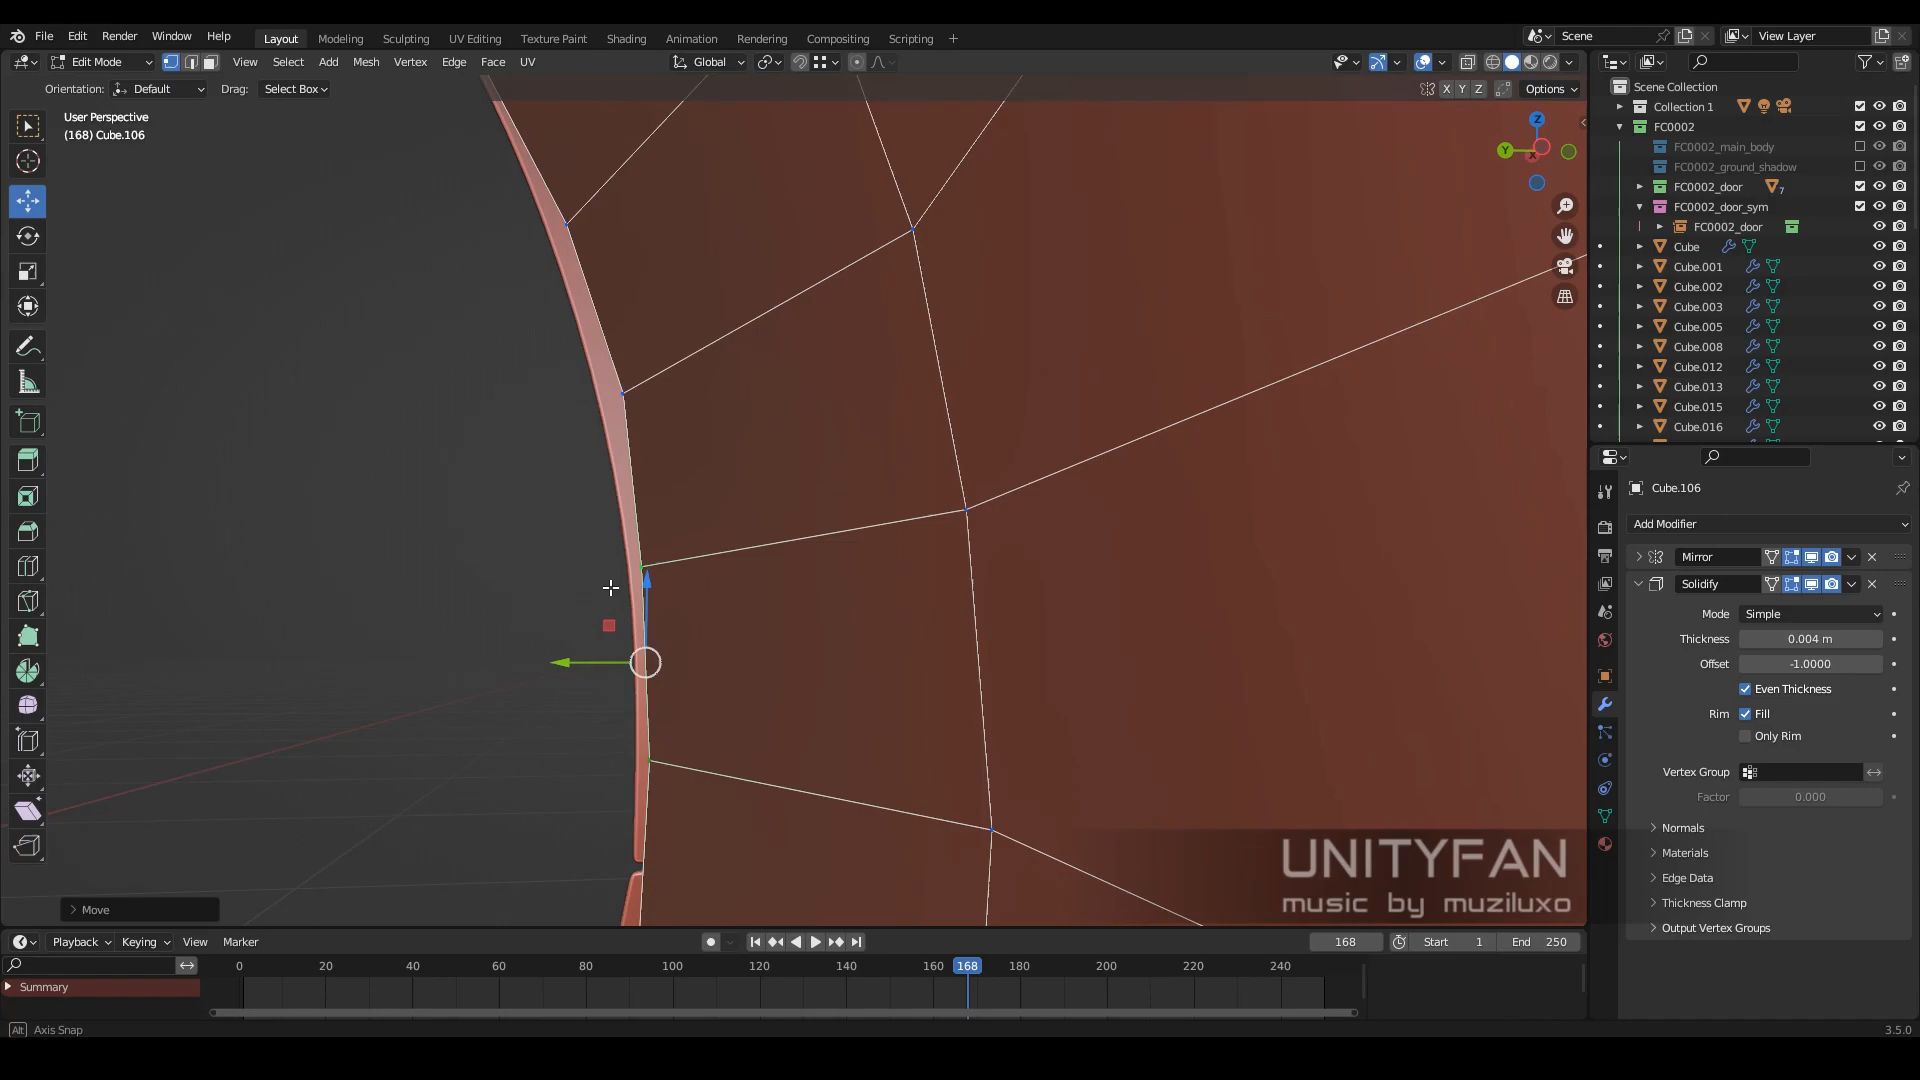 File Edit Render Window Help Layout Modeling Sculpting UV Editing Texture Paint Shading Animation Rendering Compositing Scripting + Scene View Layer
Edit Mode View Select Add Mesh Vertex Edge Face UV Global
Orientation: Default Drag: Select Box X Y Z Options
User Perspective
(168) Cube.106
Z
Y
X
Scene Collection
Collection 1
FC0002
FC0002_main_body
FC0002_ground_shadow
FC0002_door 7
FC0002_door_sym
FC0002_door
Cube
Cube.001
Cube.002
Cube.003
Cube.005
Cube.008
Cube.012
Cube.013
Cube.015
Cube.016
Cube.106
Add Modifier
Mirror
Solidify
Mode Simple
Thickness 0.004 m
Offset -1.0000
Even Thickness
Rim Fill
Only Rim
Vertex Group
Factor 0.000
Normals
Materials
Edge Data
Thickness Clamp
Output Vertex Groups
UNITYFAN
music by muziluxo
Move
Playback Keying View Marker 168 Start 1 End 250
0 20 40 60 80 100 120 140 160 168 180 200 220 240
Summary
Alt Axis Snap 3.5.0